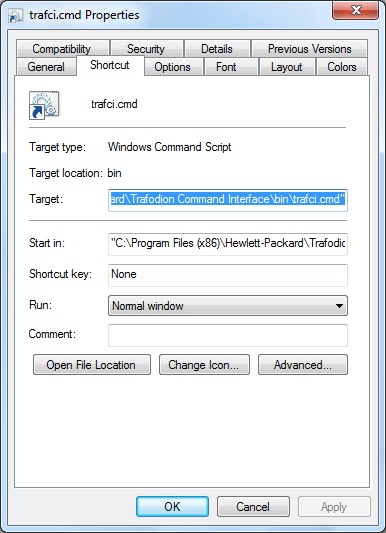 trafci.cmd Properties
Compatibility Security Details Previous Versions
General Shortcut Options Font Layout Colors
trafci.cmd
Target type: Windows Command Script
Target location: bin
Target: ard\Trafodion Command Interface\bin\trafci.cmd"
Start in: "C:\Program Files (x86)\Hewlett-Packard\Trafodic
Shortcut key: None
Run: Normal window
Comment:
Open File Location Change Icon... Advanced...
OK Cancel Apply